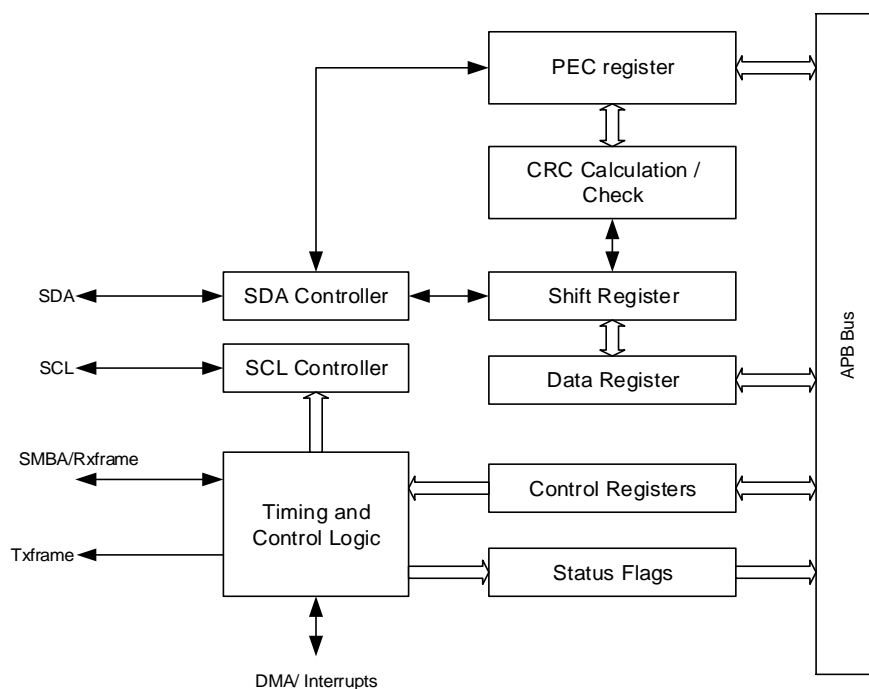 PEC register
CRC Calculation /
Check
SDA
SDA Controller
Shift Register
SCL
SCL Controller
Data Register
APB Bus
SMBA/Rxframe
Timing and
Control Logic
Control Registers
Txframe
Status Flags
DMA/ Interrupts